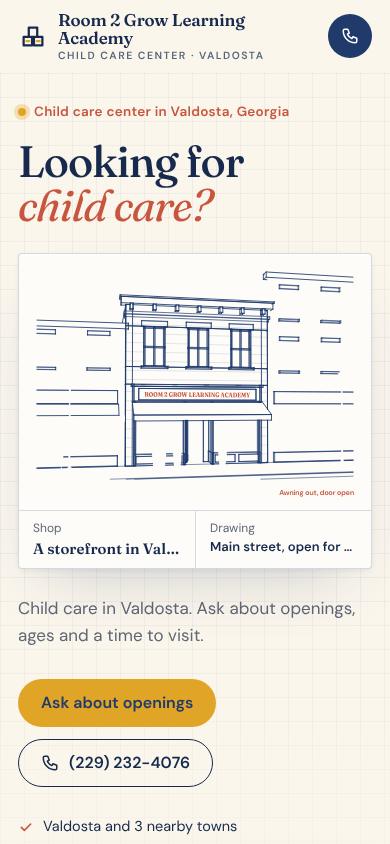 Room 2 Grow Learning
Academy
CHILD CARE CENTER · VALDOSTA
Child care center in Valdosta, Georgia
Looking for
child care?
ROOM 2 GROW LEARNING ACADEMY
Awning out, door open
Shop
A storefront in Val...
Drawing
Main street, open for ...
Child care in Valdosta. Ask about openings,
ages and a time to visit.
Ask about openings
(229) 232-4076
Valdosta and 3 nearby towns